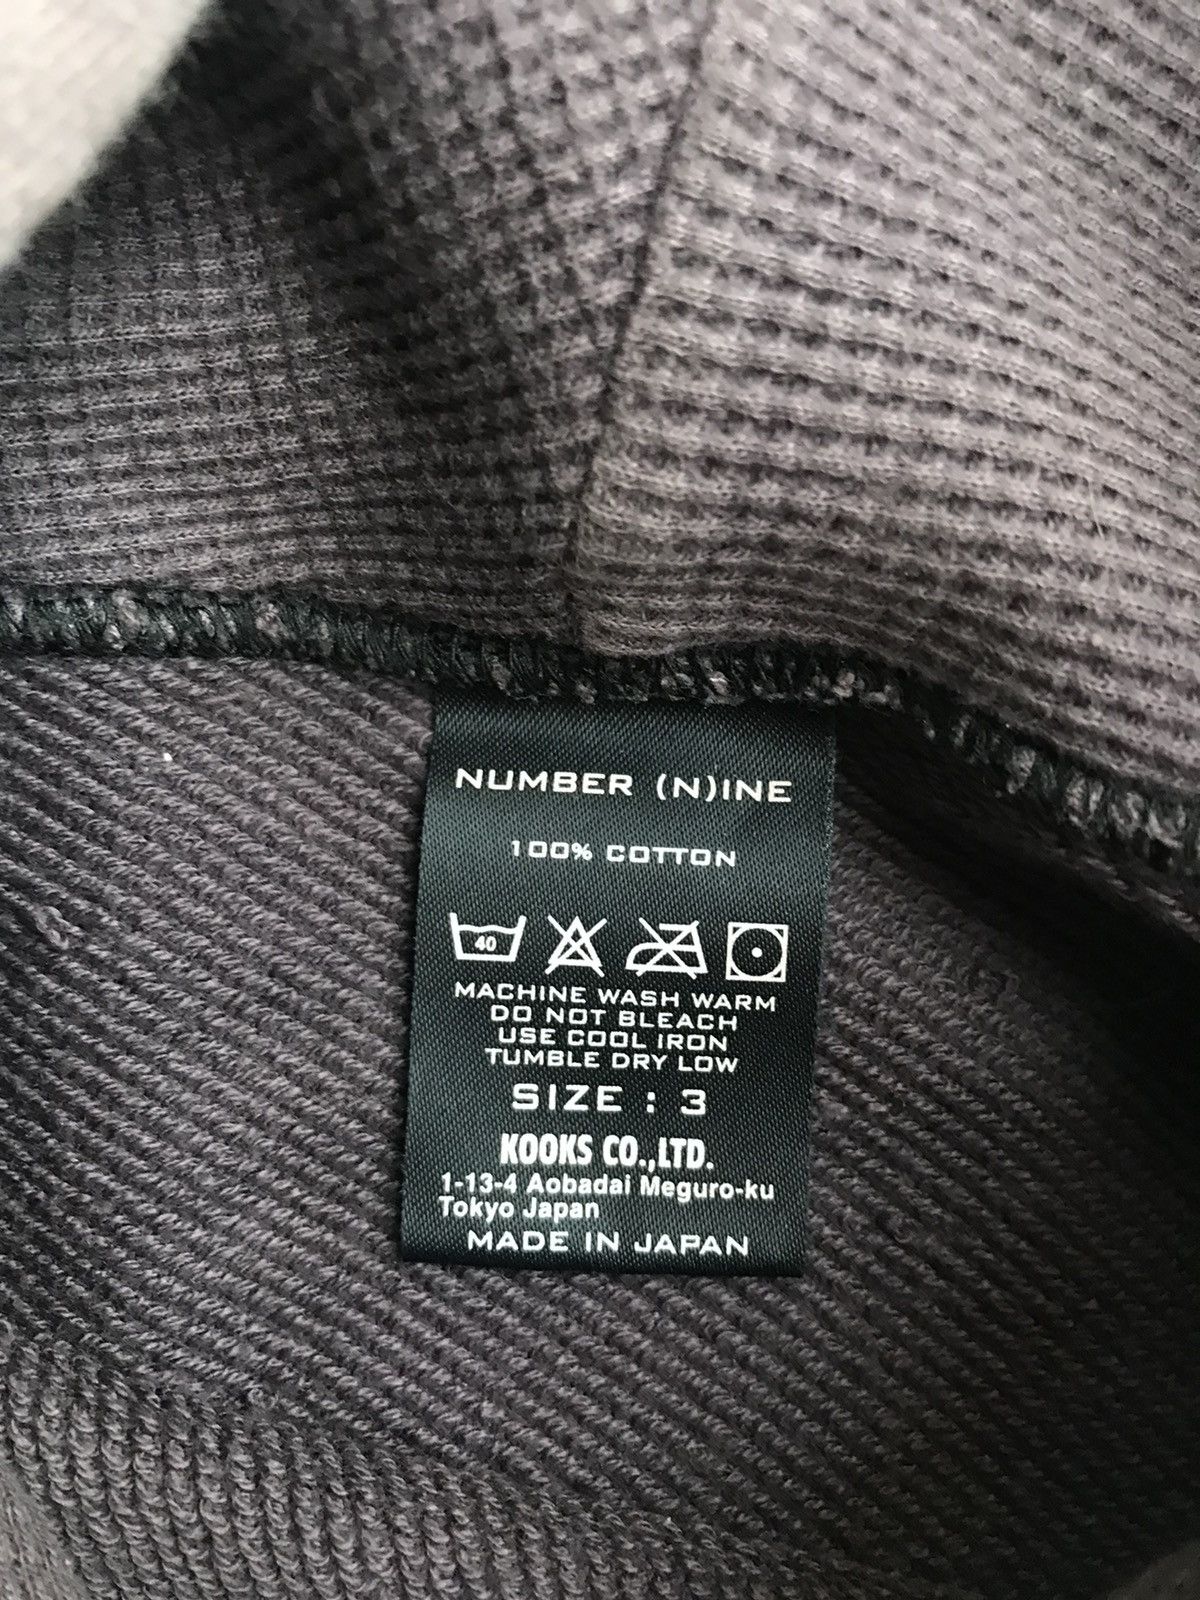 NUMBER (N)INE
100% COTTON
40
MACHINE WASH WARM
DO NOT BLEACH
USE COOL IRON
TUMBLE DRY LOW
SIZE : 3
KOOKS CO.,LTD.
1-13-4 Aobadai Meguro-ku
Tokyo Japan
MADE IN JAPAN